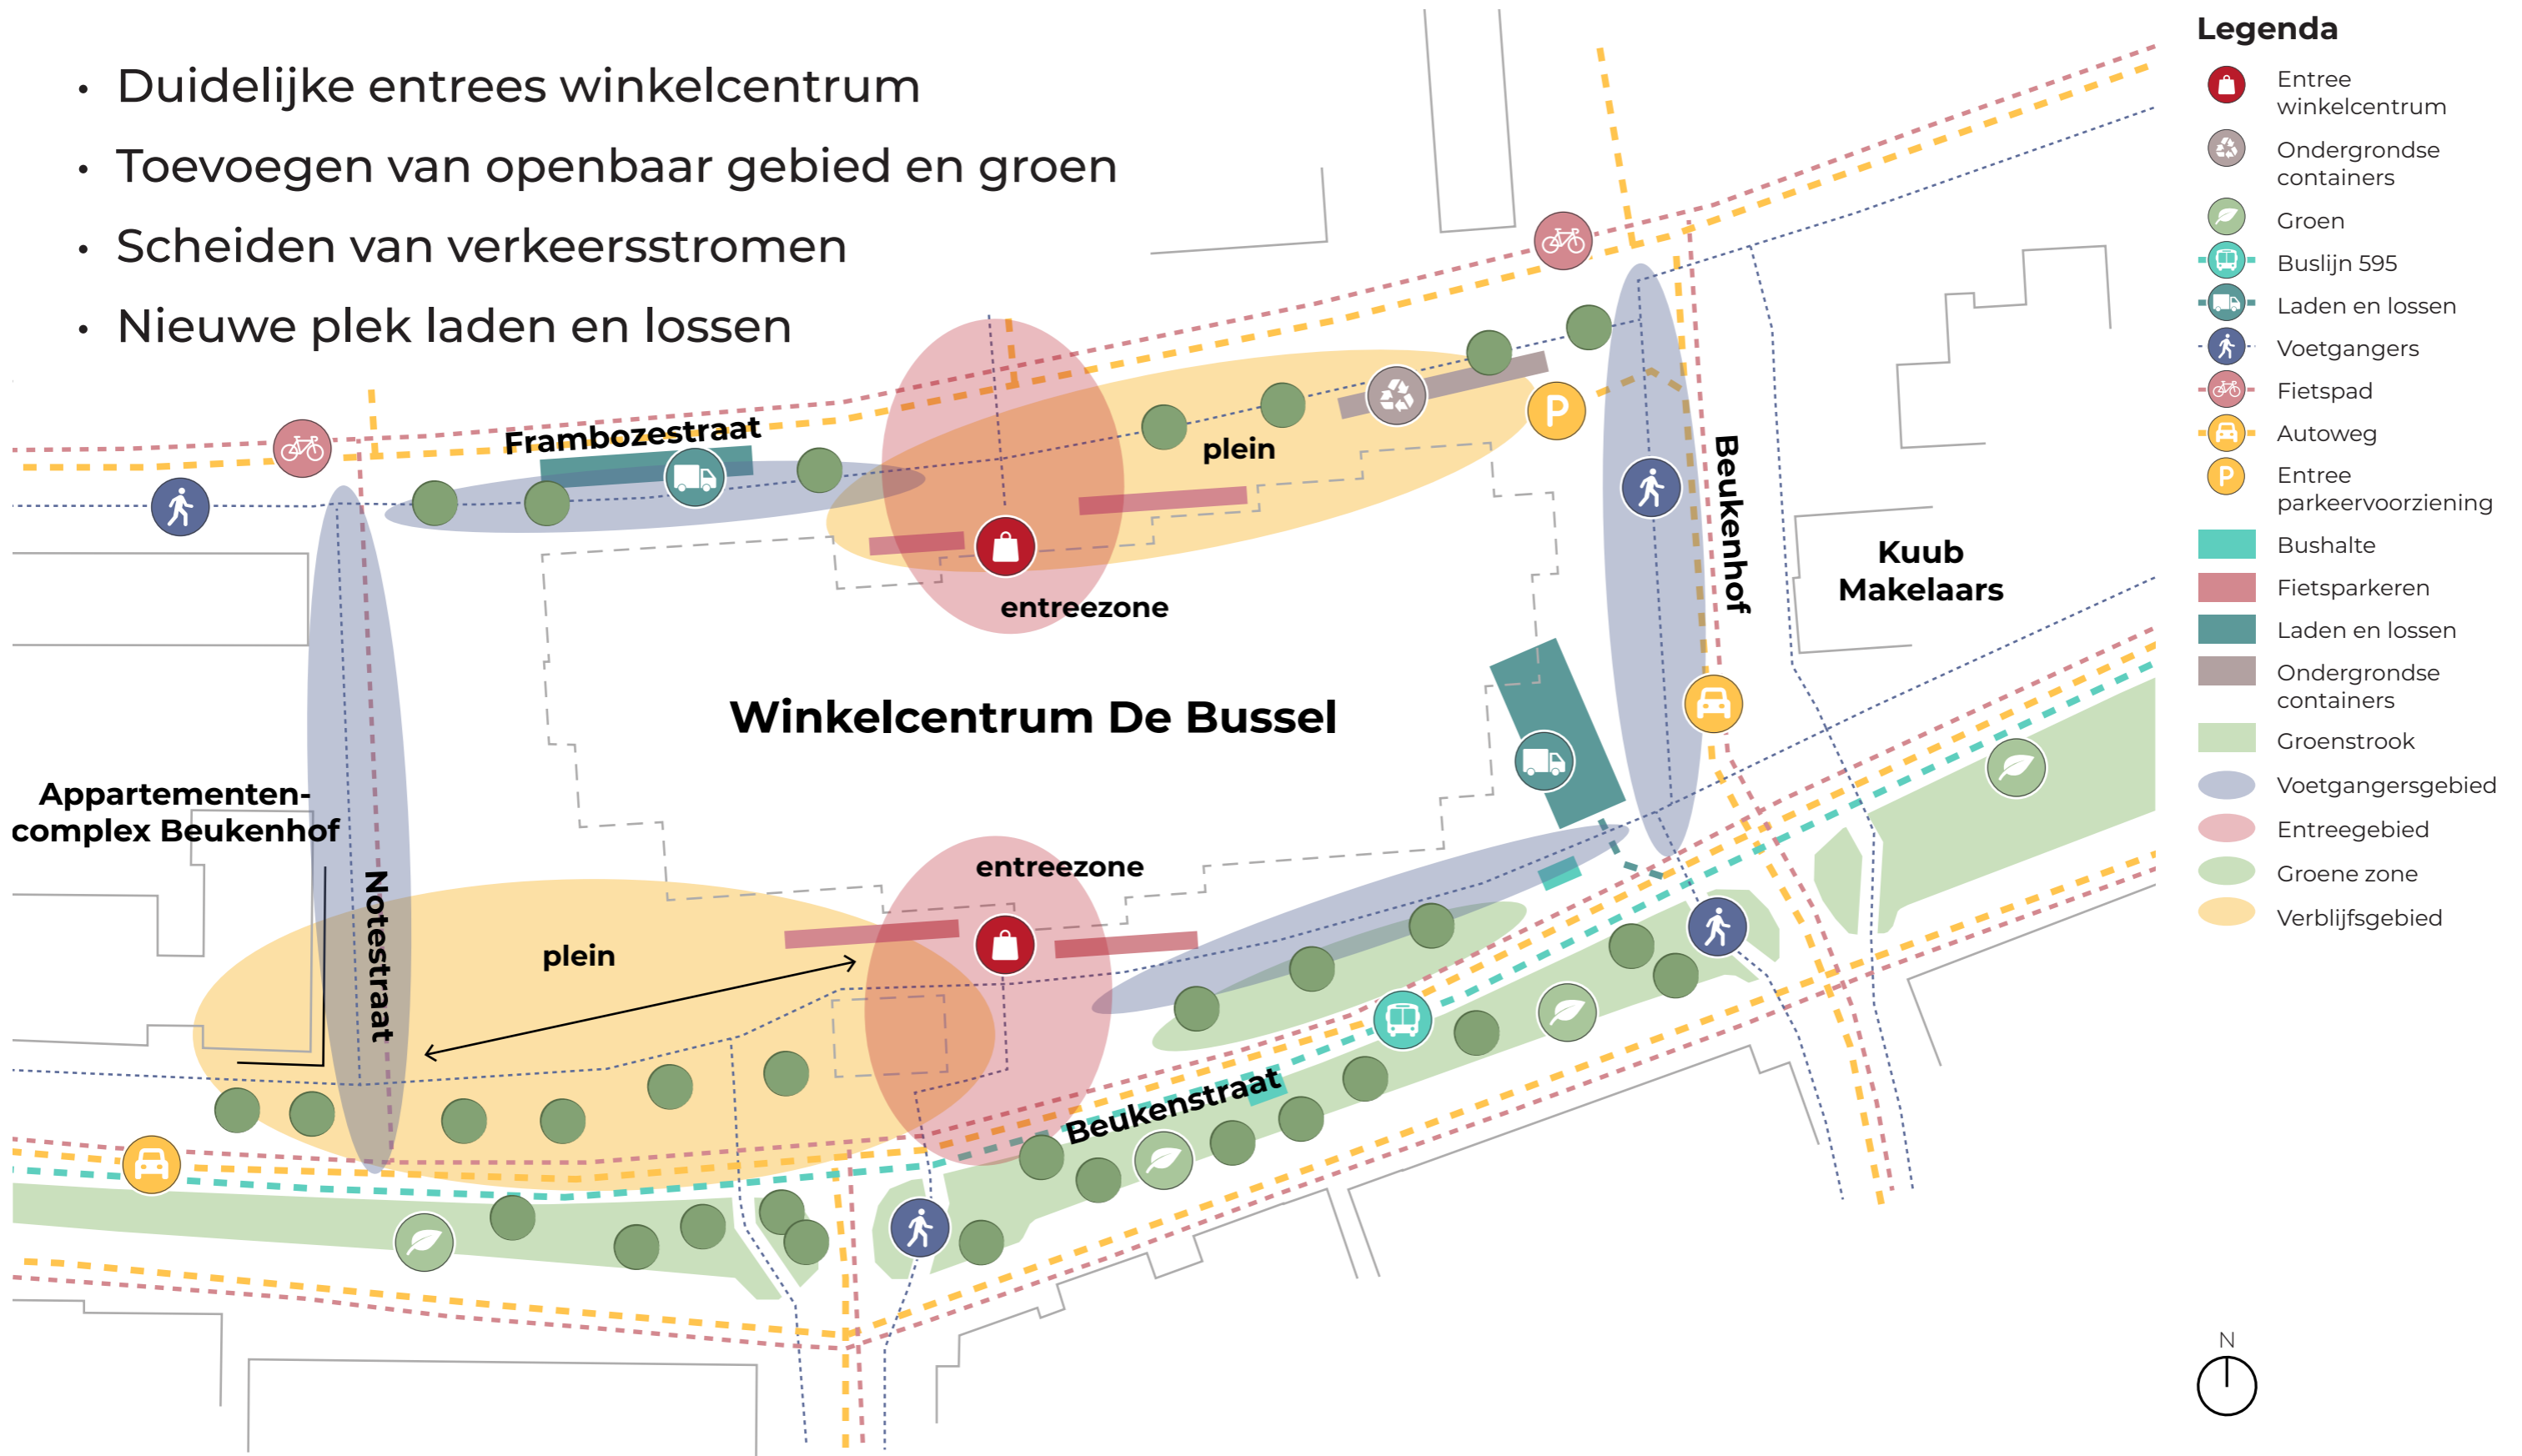 • Duidelijke entrees winkelcentrum
• Toevoegen van openbaar gebied en groen
• Scheiden van verkeersstromen
• Nieuwe plek laden en lossen
Frambozestraat
plein
P
Beukenhof
Kuub
Makelaars
entreezone
Winkelcentrum De Bussel
Appartementen-
complex Beukenhof
entreezone
Notestraat
plein
Beukenstraat
Legenda
Entree
winkelcentrum
Ondergrondse
containers
Groen
Buslijn 595
Laden en lossen
Voetgangers
Fietspad
Autoweg
P
Entree
parkeervoorziening
Bushalte
Fietsparkeren
Laden en lossen
Ondergrondse
containers
Groenstrook
Voetgangersgebied
Entreegebied
Groene zone
Verblijfsgebied
N